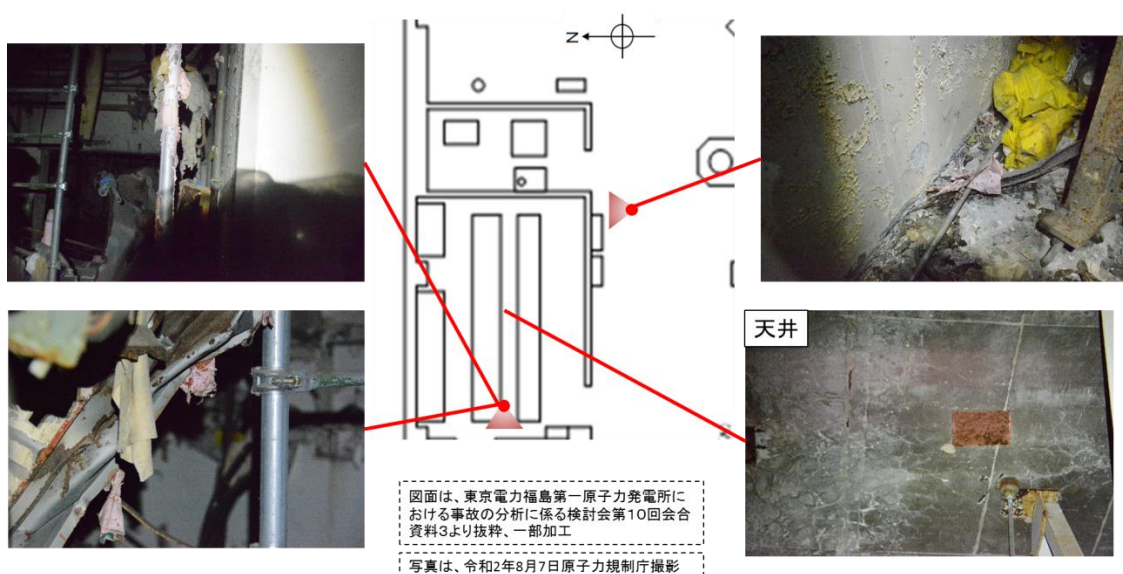 N
天井
図面は、東京電力福島第一原子力発電所に
おける事故の分析に係る検討会第10回会合
資料3より抜粋、一部加工
写真は、令和2年8月7日原子力規制庁撮影